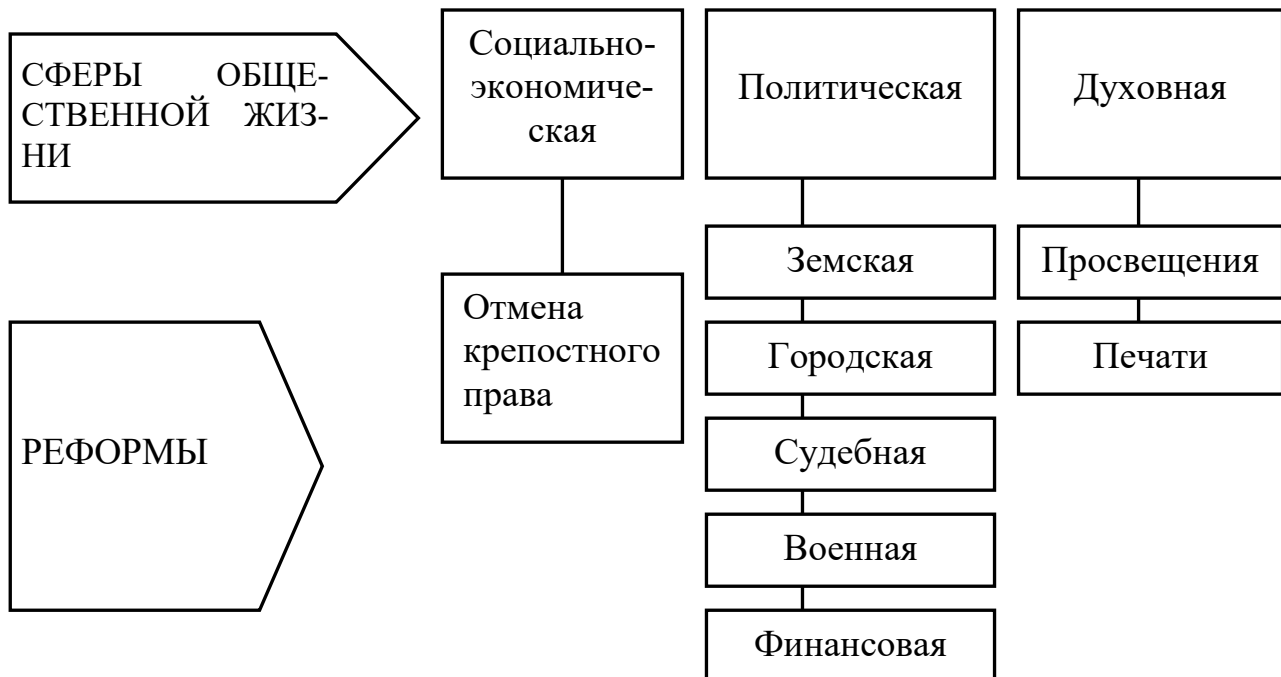 СФЕРЫ ОБЩЕ-
СТВЕННОЙ ЖИЗ-
НИ
Социально-
экономиче-
ская
Политическая
Духовная
РЕФОРМЫ
Отмена
крепостного
права
Земская
Городская
Судебная
Военная
Финансовая
Просвещения
Печати